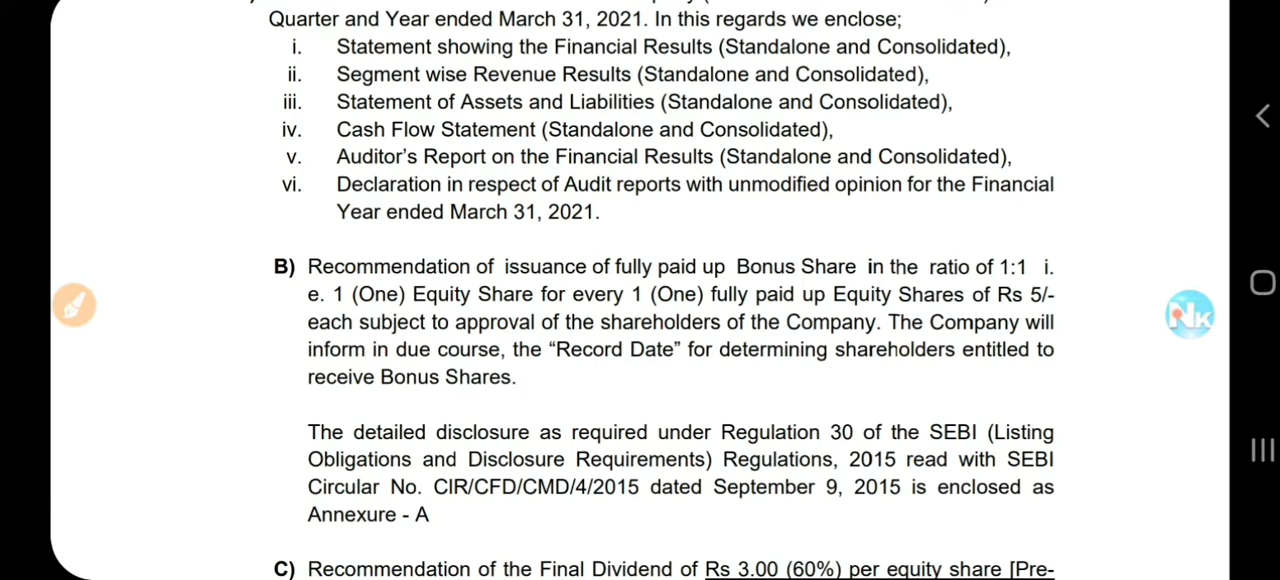 Quarter and Year ended March 31, 2021. In this regards we enclose;
i. Statement showing the Financial Results (Standalone and Consolidated),
ii. Segment wise Revenue Results (Standalone and Consolidated),
iii. Statement of Assets and Liabilities (Standalone and Consolidated),
iv. Cash Flow Statement (Standalone and Consolidated),
v. Auditor's Report on the Financial Results (Standalone and Consolidated),
vi. Declaration in respect of Audit reports with unmodified opinion for the Financial
Year ended March 31, 2021.
B) Recommendation of issuance of fully paid up Bonus Share in the ratio of 1:1 i.
e. 1 (One) Equity Share for every 1 (One) fully paid up Equity Shares of Rs 5/-
each subject to approval of the shareholders of the Company. The Company will
inform in due course, the “Record Date” for determining shareholders entitled to
receive Bonus Shares.
The detailed disclosure as required under Regulation 30 of the SEBI (Listing
Obligations and Disclosure Requirements) Regulations, 2015 read with SEBI
Circular No. CIR/CFD/CMD/4/2015 dated September 9, 2015 is enclosed as
Annexure - A
C) Recommendation of the Final Dividend of Rs 3.00 (60%) per equity share [Pre-
NK